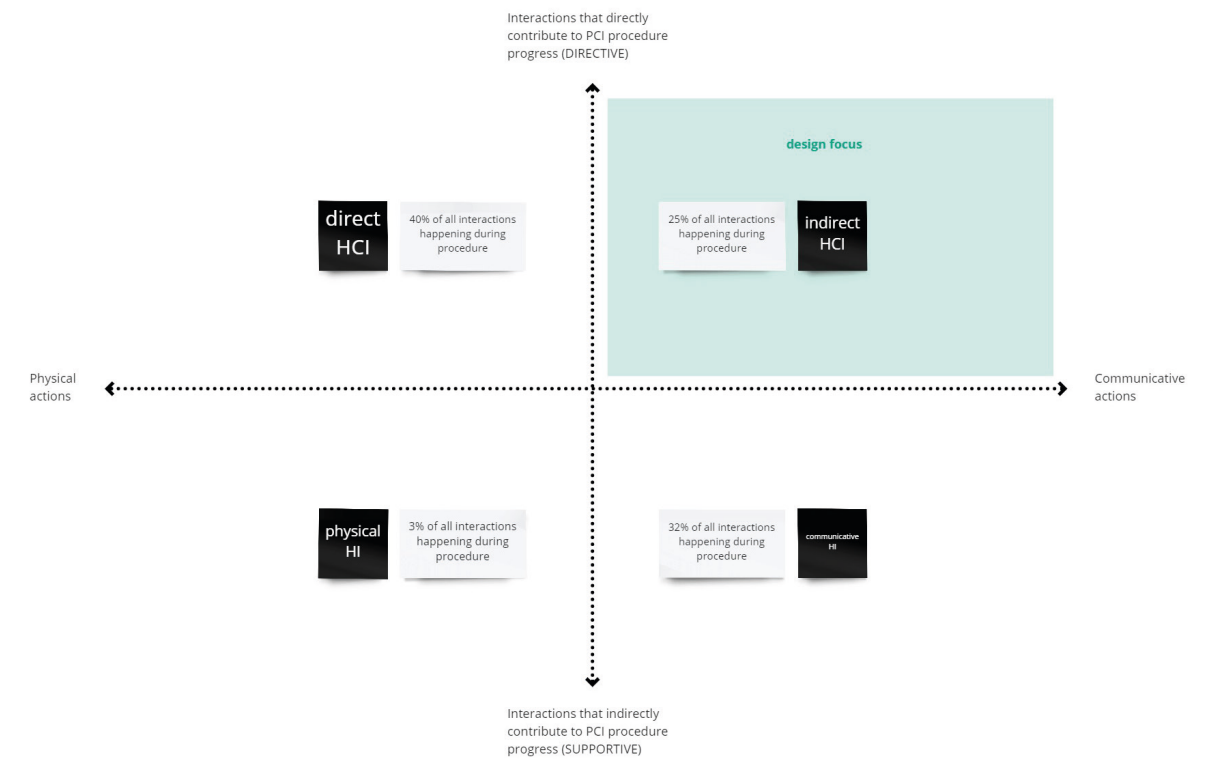 Interactions that directly
contribute to PCI procedure
progress (DIRECTIVE)
design focus
direct
HCI
40% of all interactions
happening during
procedure
25% of all interactions
happening during
procedure
indirect
HCI
Physical
actions
Communicative
actions
physical
HI
3% of all interactions
happening during
procedure
32% of all interactions
happening during
procedure
communicative
HI
Interactions that indirectly
contribute to PCI procedure
progress (SUPPORTIVE)